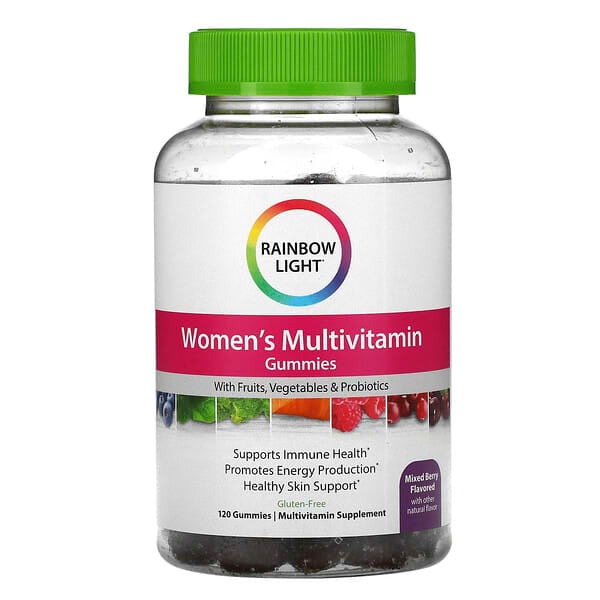 RAINBOW
LIGHT
Women's Multivitamin
Gummies
With Fruits, Vegetables & Probiotics
Supports Immune Health*
Promotes Energy Production*
Healthy Skin Support*
Gluten-Free
120 Gummies | Multivitamin Supplement
Mixed Berry
Flavored
with other
natural flavor